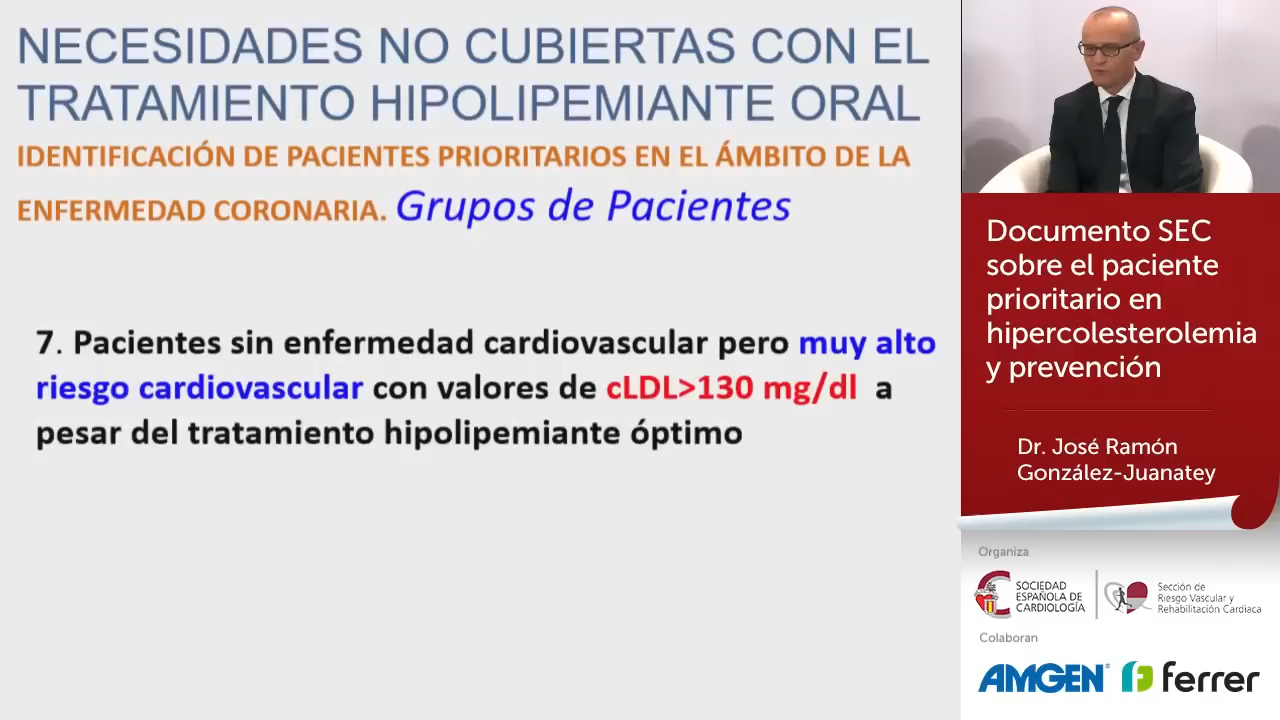 NECESIDADES NO CUBIERTAS CON EL
TRATAMIENTO HIPOLIPEMIANTE ORAL
IDENTIFICACIÓN DE PACIENTES PRIORITARIOS EN EL ÁMBITO DE LA
ENFERMEDAD CORONARIA. Grupos de Pacientes
7. Pacientes sin enfermedad cardiovascular pero muy alto
riesgo cardiovascular con valores de cLDL>130 mg/dl a
pesar del tratamiento hipolipemiante óptimo
Documento SEC
sobre el paciente
prioritario en
hipercolesterolemia
y prevención
Dr. José Ramón
González-Juanatey
Organiza
SOCIEDAD
ESPAÑOLA DE
CARDIOLOGÍA
Sección de
Riesgo Vascular y
Rehabilitación Cardiaca
Colaboran
AMGEN®
ferrer